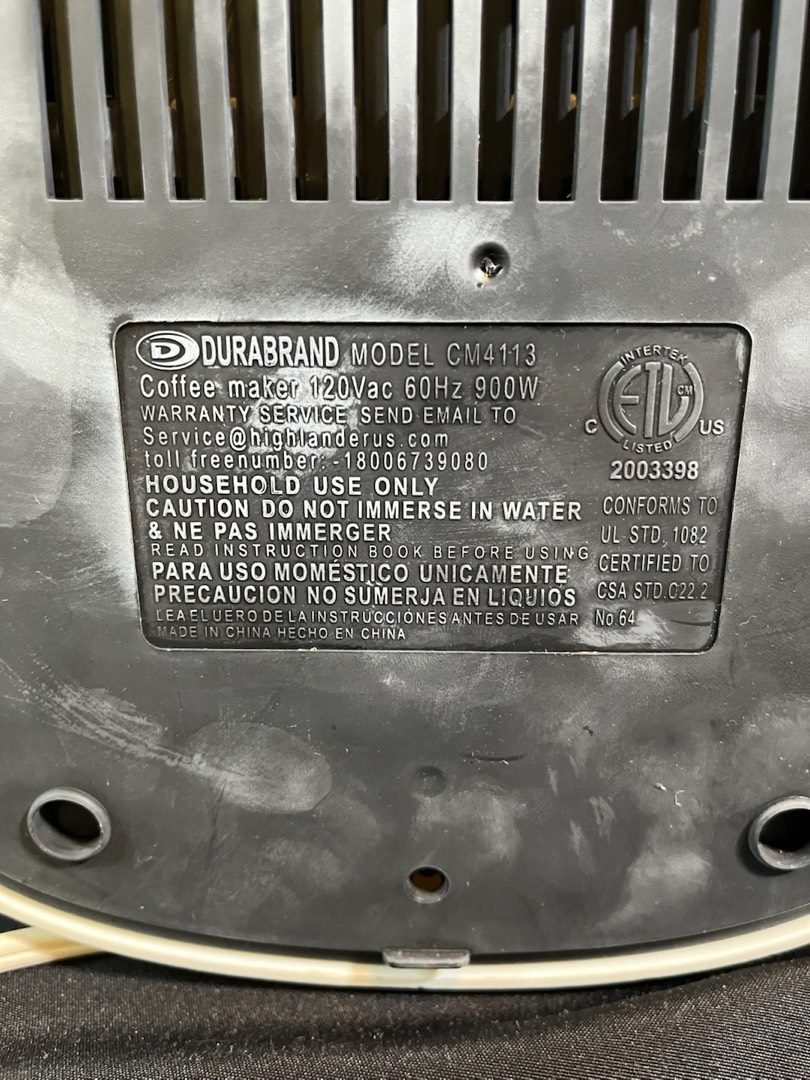 D DURABRAND MODEL CM4113
Coffee maker 120Vac 60Hz 900W
WARRANTY SERVICE SEND EMAIL TO
Service@highlanderus.com
toll freenumber:-18006739080
HOUSEHOLD USE ONLY
CAUTION DO NOT IMMERSE IN WATER
& NE PAS IMMERGER
READ INSTRUCTION BOOK BEFORE USING
PARA USO MOMÉSTICO UNICAMENTE
PRECAUCION NO SUMERJA EN LIQUIOS
LEA EL UERO DE LA INSTRUCCIÓNES ANTES DE USAR
MADE IN CHINA HECHO EN CHINA
INTERTEK
ETL CM
C US
LISTED
2003398
CONFORMS TO
UL STD, 1082
CERTIFIED TO
CSA STD.C22.2
No.64